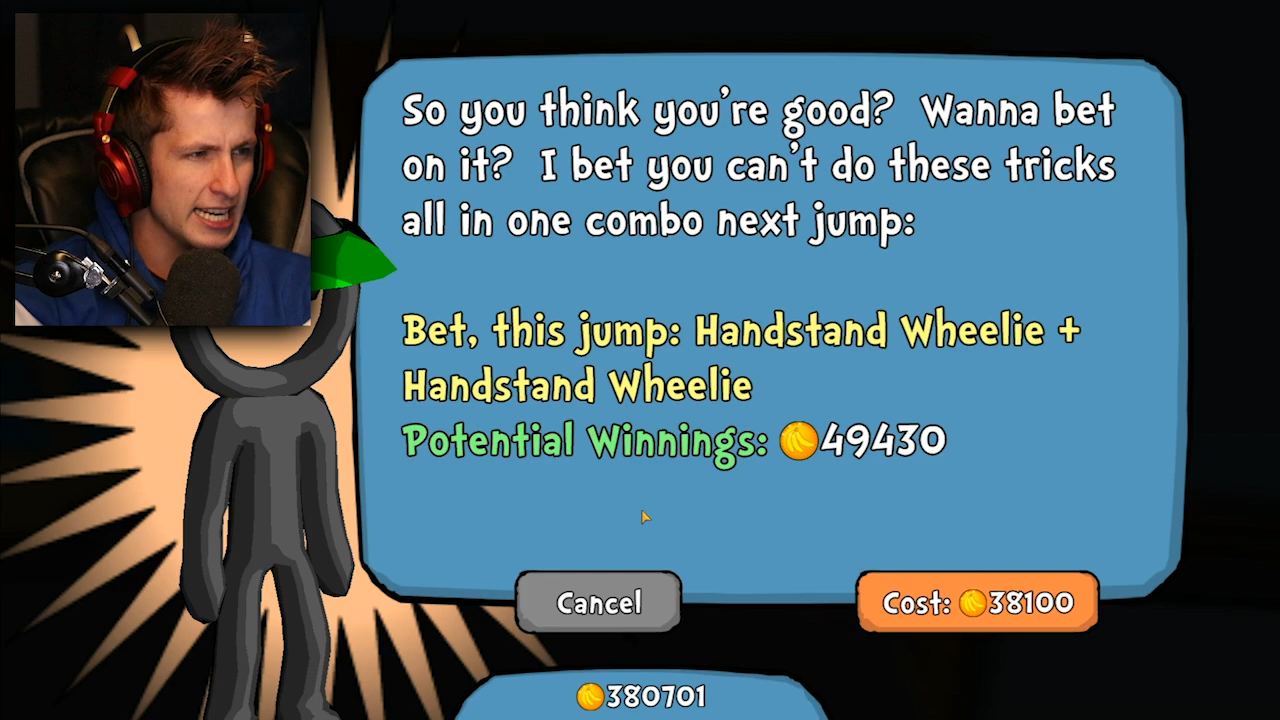 So you think you're good? Wanna bet
on it? I bet you can't do these tricks
all in one combo next jump:
Bet, this jump: Handstand Wheelie +
Handstand Wheelie
Potential Winnings: 49430
Cancel
Cost: 38100
380701